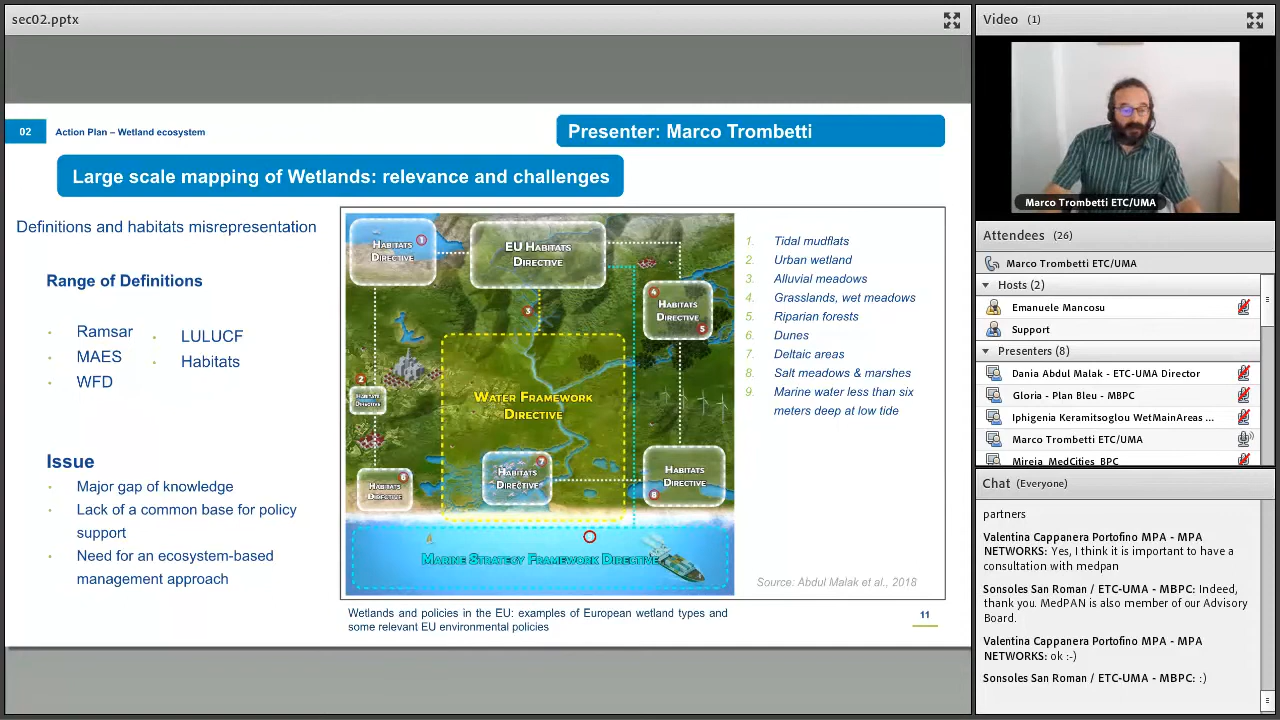 sec02.pptx
02
Action Plan – Wetland ecosystem
Presenter: Marco Trombetti
Large scale mapping of Wetlands: relevance and challenges
Definitions and habitats misrepresentation
Range of Definitions
Ramsar
MAES
WFD
LULUCF
Habitats
Issue
Major gap of knowledge
Lack of a common base for policy
support
Need for an ecosystem-based
management approach
Habitats
Directive
1
EU Habitats
Directive
3
4
Habitats
Directive
5
2
Habitats
Directive
Water Framework
Directive
6
Habitats
Directive
7
Habitats
Directive
Habitats
Directive
8
Marine Strategy Framework Directive
1. Tidal mudflats
2. Urban wetland
3. Alluvial meadows
4. Grasslands, wet meadows
5. Riparian forests
6. Dunes
7. Deltaic areas
8. Salt meadows & marshes
9. Marine water less than six
meters deep at low tide
Source: Abdul Malak et al., 2018
Wetlands and policies in the EU: examples of European wetland types and
some relevant EU environmental policies
11
Video (1)
Marco Trombetti ETC/UMA
Attendees (26)
Marco Trombetti ETC/UMA
Hosts (2)
Emanuele Mancosu
Support
Presenters (8)
Dania Abdul Malak - ETC-UMA Director
Gloria - Plan Bleu - MBPC
Iphigenia Keramitsoglou WetMainAreas ...
Marco Trombetti ETC/UMA
Mireia MedCities BPC
Chat (Everyone)
partners
Valentina Cappanera Portofino MPA - MPA
NETWORKS: Yes, I think it is important to have a
consultation with medpan
Sonsoles San Roman / ETC-UMA - MBPC: Indeed,
thank you. MedPAN is also member of our Advisory
Board.
Valentina Cappanera Portofino MPA - MPA
NETWORKS: ok :-)
Sonsoles San Roman / ETC-UMA - MBPC: :)